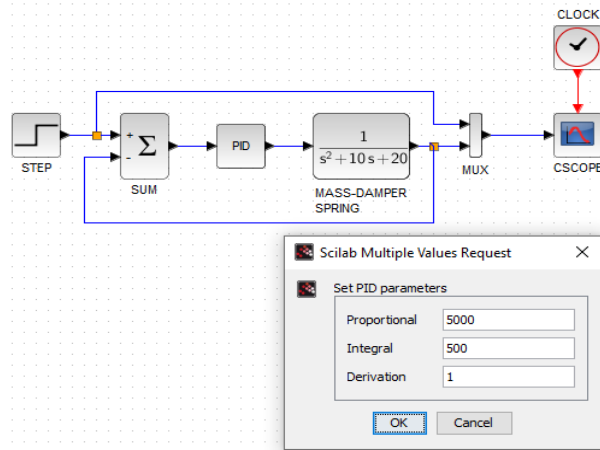 CLOCK
+
-
Σ
PID
1
s²+10s+20
STEP
SUM
MASS-DAMPER
SPRING
MUX
CSCOPE
Scilab Multiple Values Request
Set PID parameters
Proportional 5000
Integral 500
Derivation 1
OK Cancel